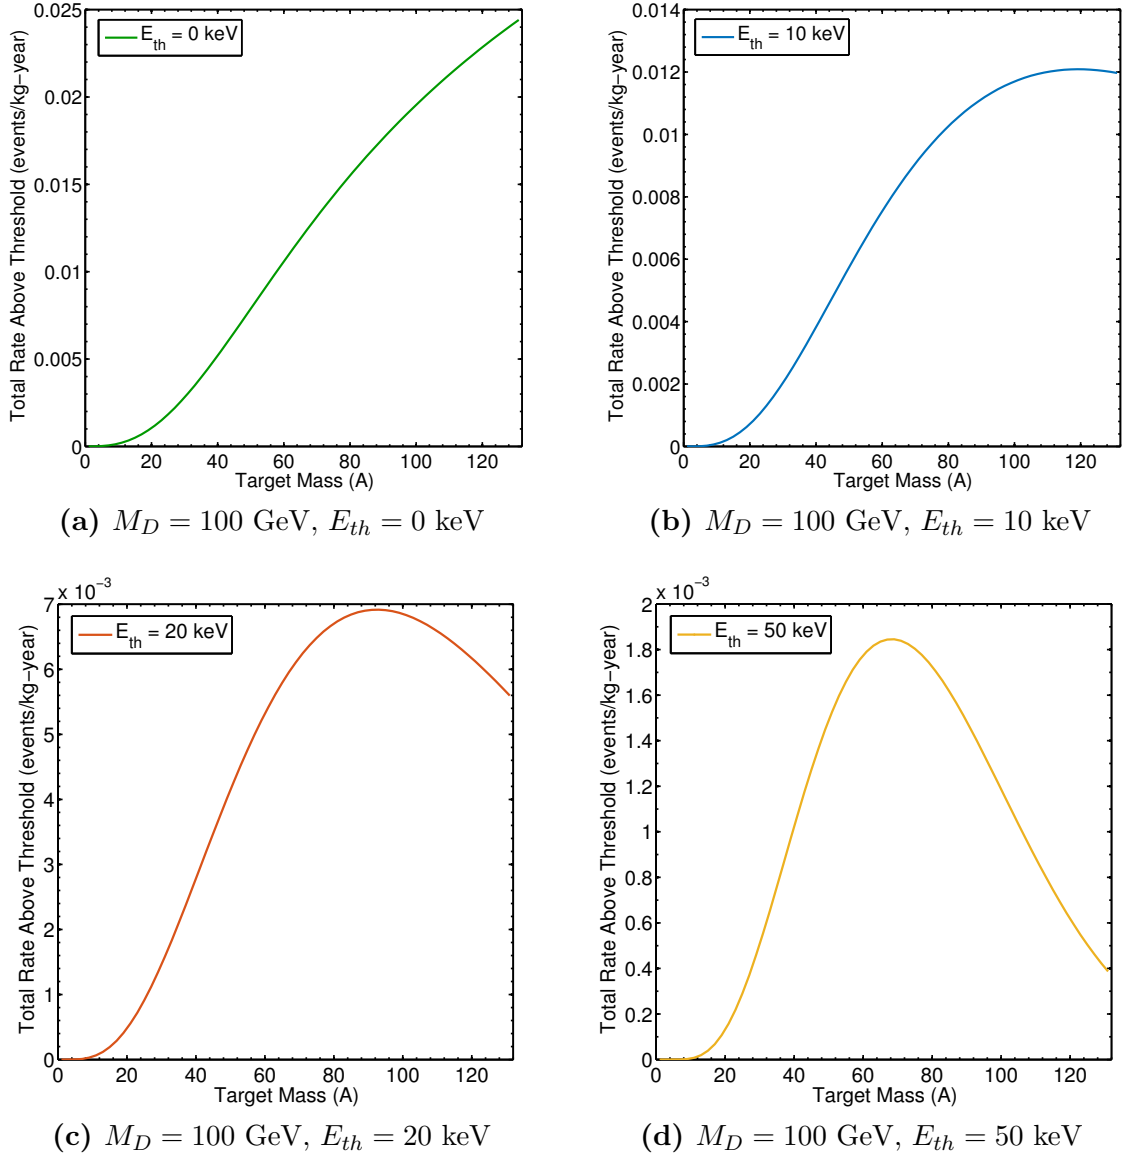 0.025
0.02
0.015
0.01
0.005
0
0 20 40 60 80 100 120
Total Rate Above Threshold (events/kg−year)
Target Mass (A)
E_th = 0 keV
(a) M_D = 100 GeV, E_th = 0 keV
0.014
0.012
0.01
0.008
0.006
0.004
0.002
0
0 20 40 60 80 100 120
Total Rate Above Threshold (events/kg−year)
Target Mass (A)
E_th = 10 keV
(b) M_D = 100 GeV, E_th = 10 keV
x 10^−3
7
6
5
4
3
2
1
0
0 20 40 60 80 100 120
Total Rate Above Threshold (events/kg−year)
Target Mass (A)
E_th = 20 keV
(c) M_D = 100 GeV, E_th = 20 keV
x 10^−3
2
1.8
1.6
1.4
1.2
1
0.8
0.6
0.4
0.2
0
0 20 40 60 80 100 120
Total Rate Above Threshold (events/kg−year)
Target Mass (A)
E_th = 50 keV
(d) M_D = 100 GeV, E_th = 50 keV